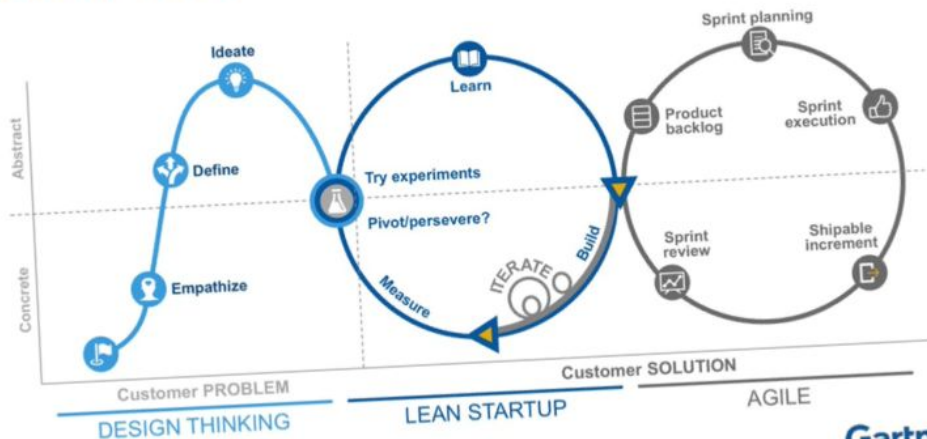 Sprint planning
Ideate
Learn
Product
backlog
Sprint
execution
Define
Try experiments
Pivot/persevere?
Abstract
Concrete
Empathize
Measure
ITERATE
Build
Sprint
review
Shipable
increment
Customer PROBLEM
Customer SOLUTION
DESIGN THINKING
LEAN STARTUP
AGILE